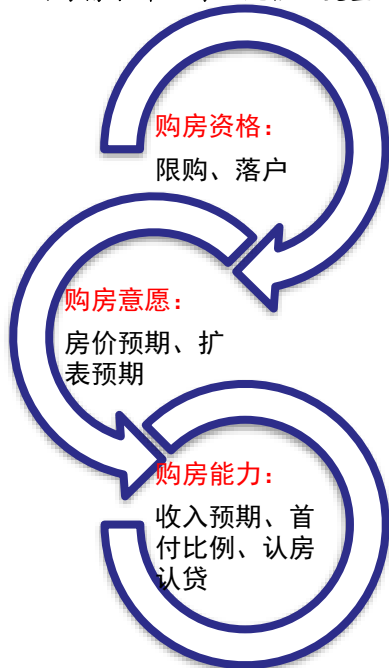 购房资格：
限购、落户
购房意愿：
房价预期、扩
表预期
购房能力：
收入预期、首
付比例、认房
认贷